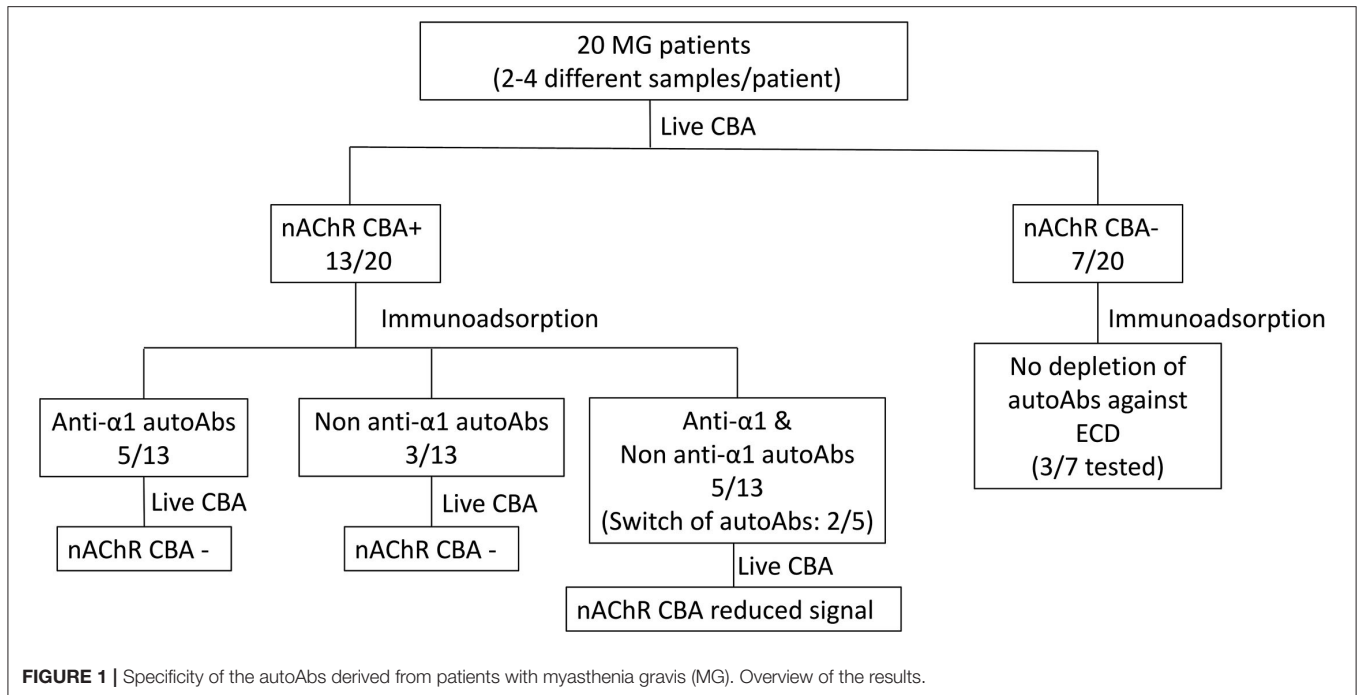 20 MG patients
(2-4 different samples/patient)
Live CBA
nAChR CBA+
13/20
nAChR CBA-
7/20
Immunoadsorption
Immunoadsorption
Anti-α1 autoAbs
5/13
Non anti-α1 autoAbs
3/13
Anti-α1 &
Non anti-α1 autoAbs
5/13
(Switch of autoAbs: 2/5)
No depletion of
autoAbs against
ECD
(3/7 tested)
Live CBA
Live CBA
Live CBA
nAChR CBA -
nAChR CBA -
nAChR CBA reduced signal
FIGURE 1 | Specificity of the autoAbs derived from patients with myasthenia gravis (MG). Overview of the results.